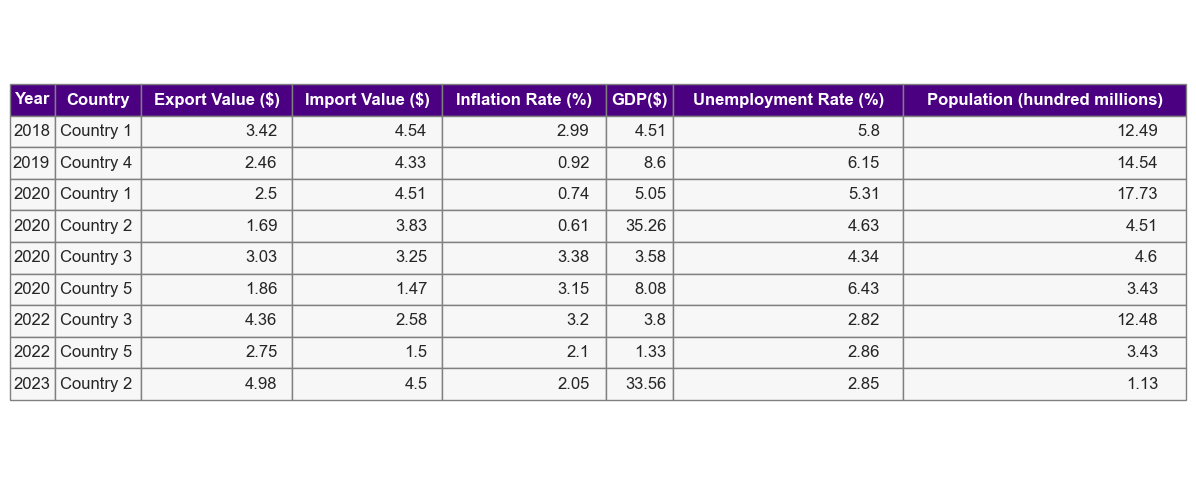 Year Country Export Value ($) Import Value ($) Inflation Rate (%) GDP($) Unemployment Rate (%) Population (hundred millions)
2018 Country 1 3.42 4.54 2.99 4.51 5.8 12.49
2019 Country 4 2.46 4.33 0.92 8.6 6.15 14.54
2020 Country 1 2.5 4.51 0.74 5.05 5.31 17.73
2020 Country 2 1.69 3.83 0.61 35.26 4.63 4.51
2020 Country 3 3.03 3.25 3.38 3.58 4.34 4.6
2020 Country 5 1.86 1.47 3.15 8.08 6.43 3.43
2022 Country 3 4.36 2.58 3.2 3.8 2.82 12.48
2022 Country 5 2.75 1.5 2.1 1.33 2.86 3.43
2023 Country 2 4.98 4.5 2.05 33.56 2.85 1.13